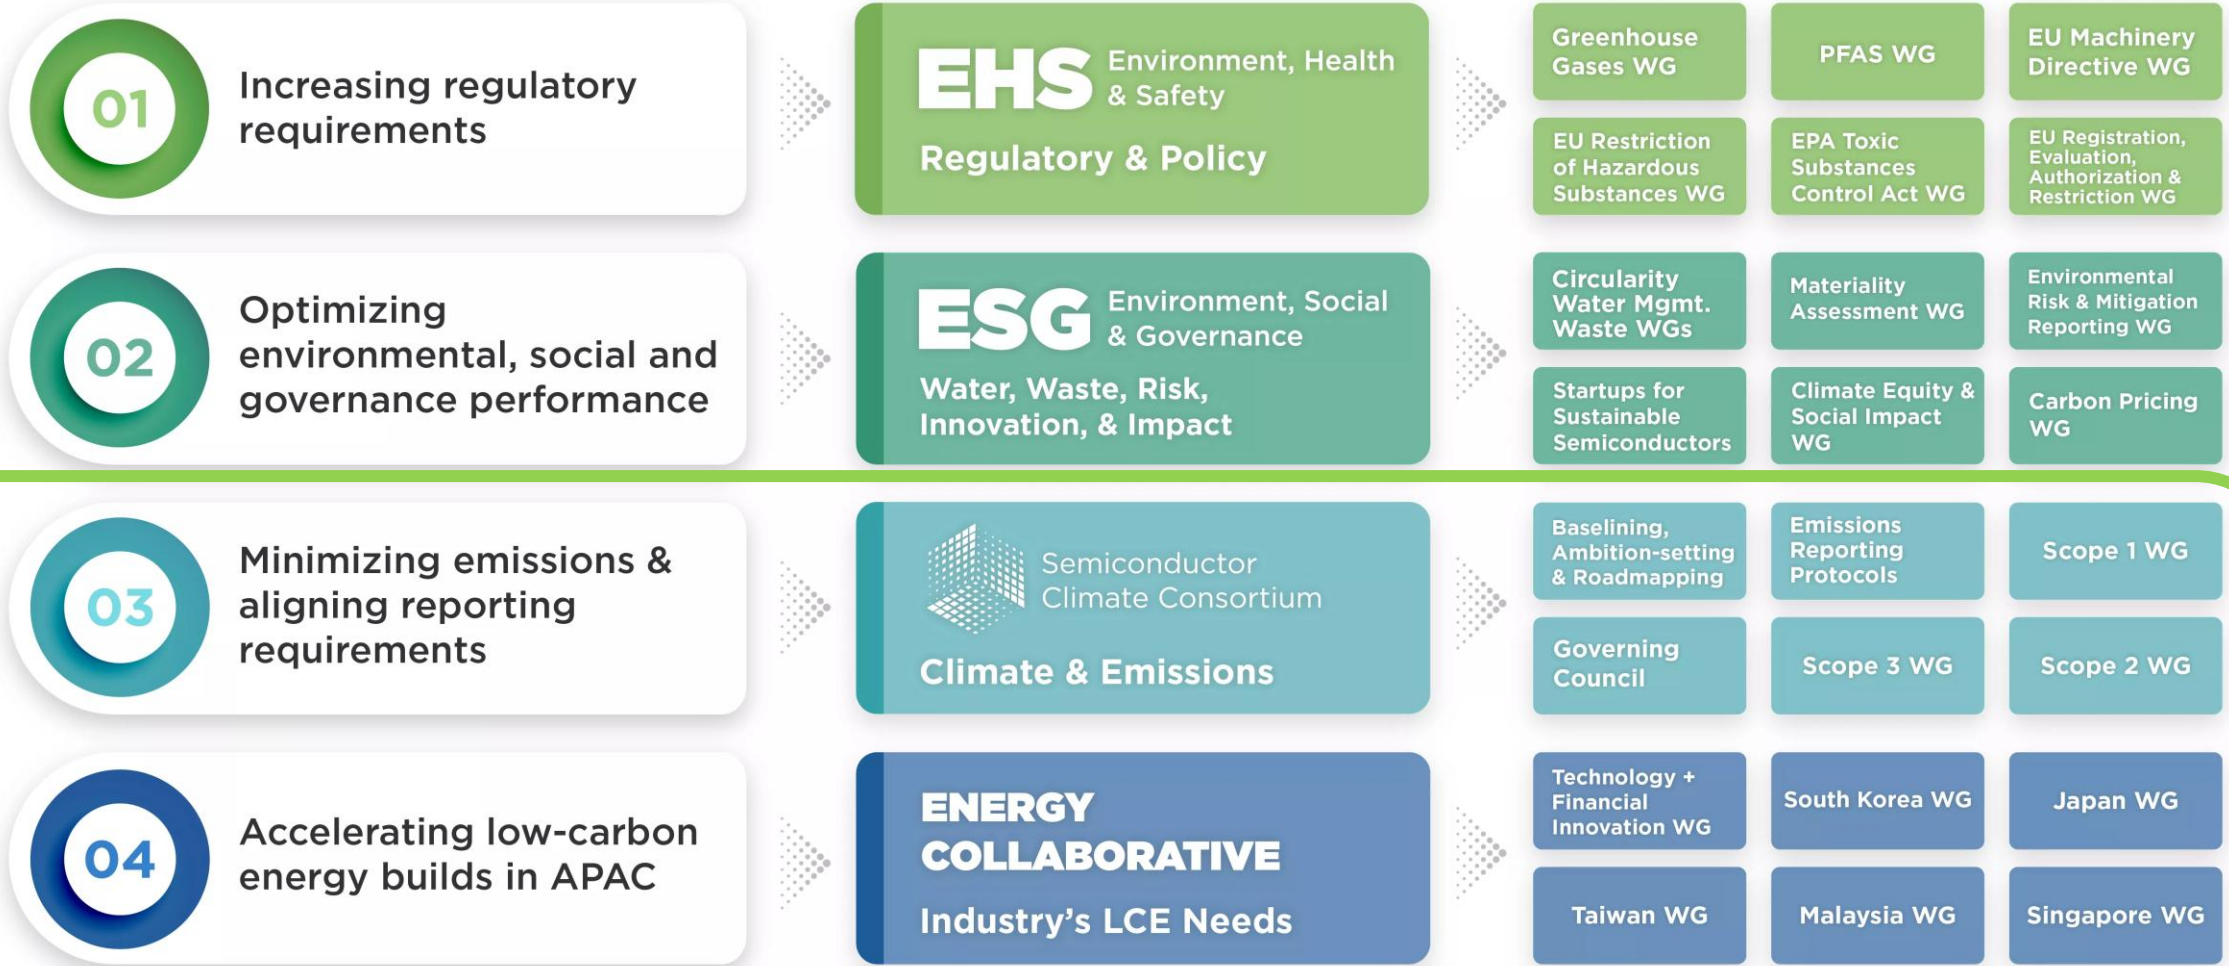 01
Increasing regulatory
requirements
EHS
Environment, Health
& Safety
Regulatory & Policy
Greenhouse
Gases WG
PFAS WG
EU Machinery
Directive WG
EU Restriction
of Hazardous
Substances WG
EPA Toxic
Substances
Control Act WG
EU Registration,
Evaluation,
Authorization &
Restriction WG
02
Optimizing
environmental, social and
governance performance
ESG
Environment, Social
& Governance
Water, Waste, Risk,
Innovation, & Impact
Circularity
Water Mgmt.
Waste WGs
Materiality
Assessment WG
Environmental
Risk & Mitigation
Reporting WG
Startups for
Sustainable
Semiconductors
Climate Equity &
Social Impact
WG
Carbon Pricing
WG
03
Minimizing emissions &
aligning reporting
requirements
Semiconductor
Climate Consortium
Climate & Emissions
Baselining,
Ambition-setting
& Roadmapping
Emissions
Reporting
Protocols
Scope 1 WG
Governing
Council
Scope 3 WG
Scope 2 WG
04
Accelerating low-carbon
energy builds in APAC
ENERGY
COLLABORATIVE
Industry's LCE Needs
Technology +
Financial
Innovation WG
South Korea WG
Japan WG
Taiwan WG
Malaysia WG
Singapore WG